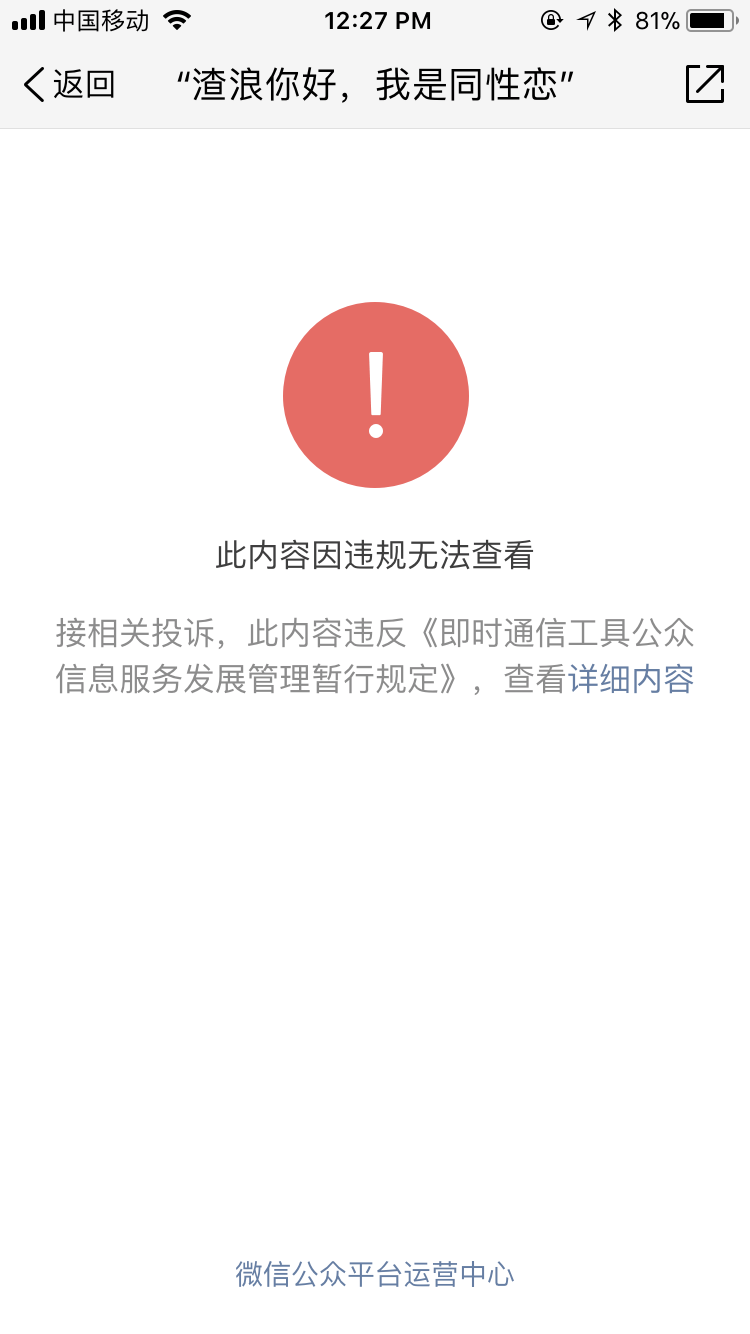 中国移动 12:27 PM 81%
返回 “渣浪你好，我是同性恋”
此内容因违规无法查看
接相关投诉，此内容违反《即时通信工具公众
信息服务发展管理暂行规定》，查看详细内容
微信公众平台运营中心